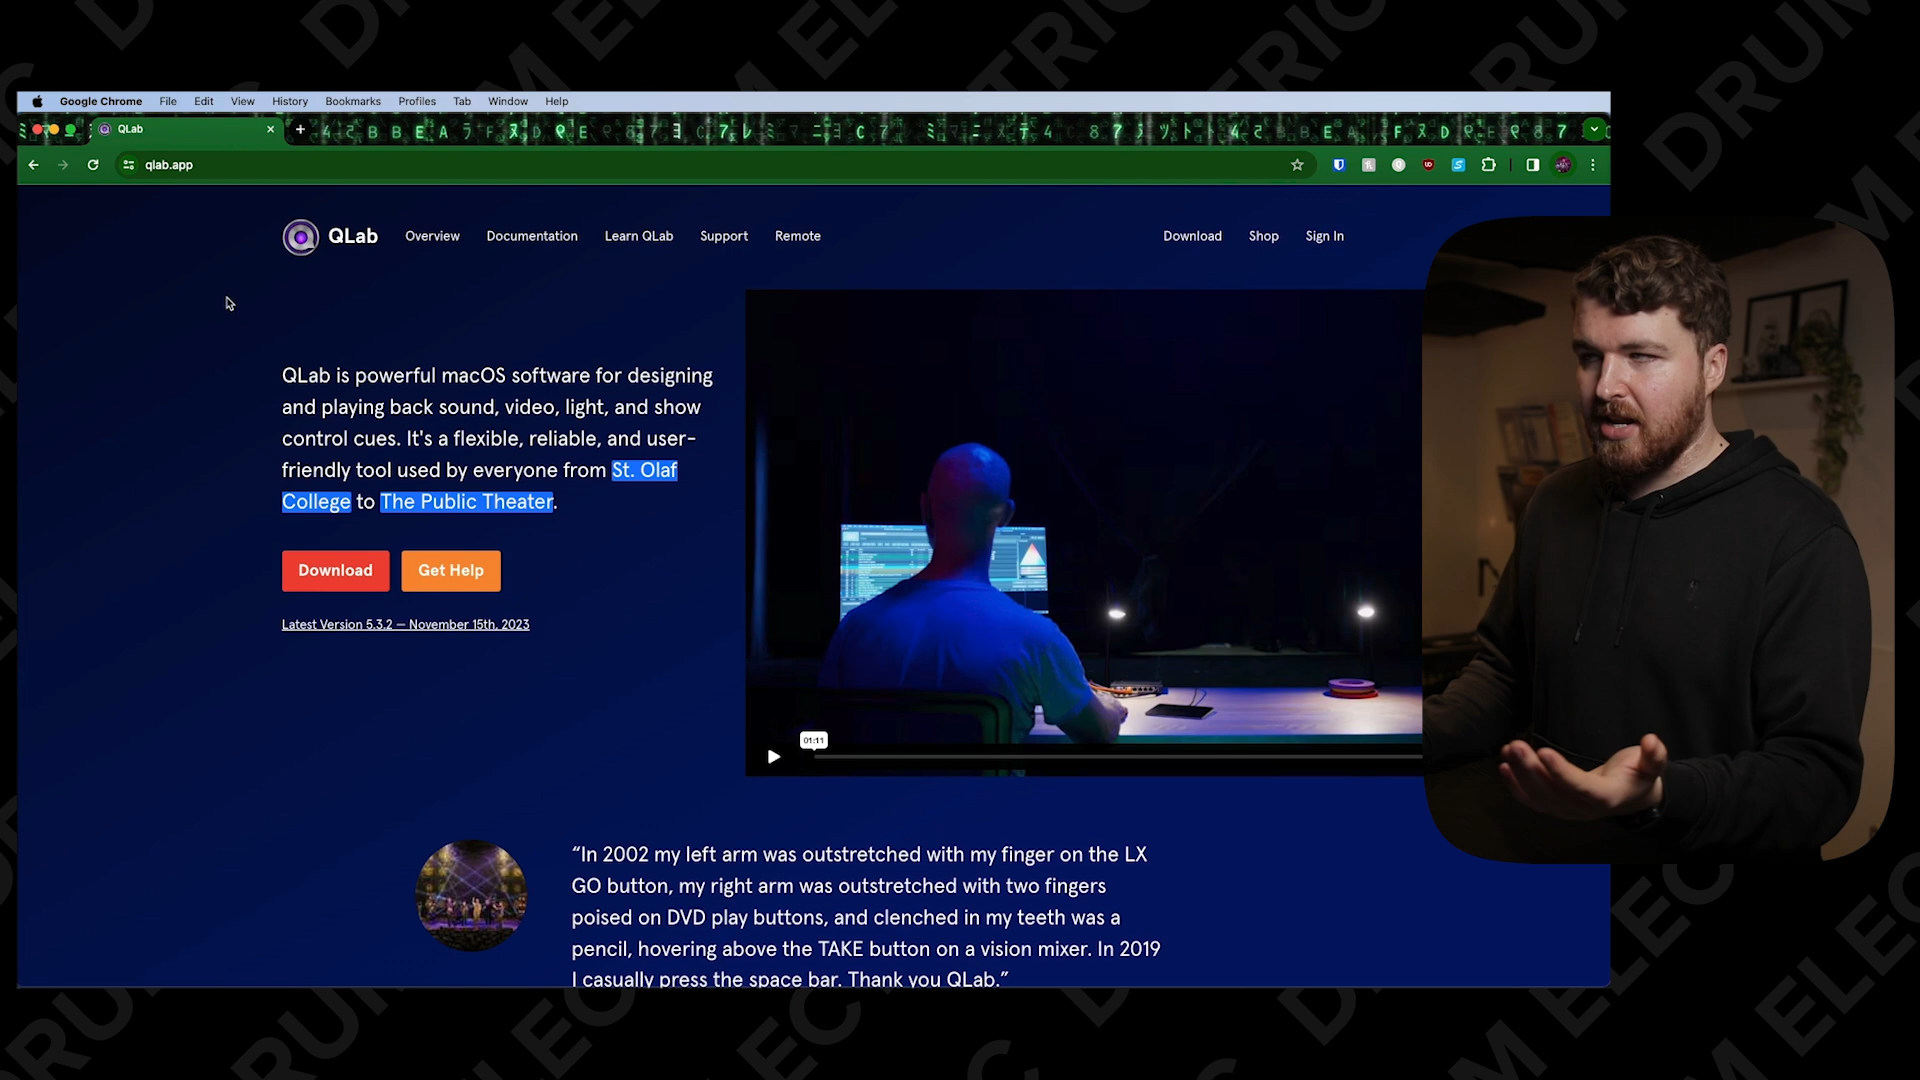 Google Chrome File Edit View History Bookmarks Profiles Tab Window Help
QLab
qlab.app
QLab Overview Documentation Learn QLab Support Remote Download Shop Sign In
QLab is powerful macOS software for designing
and playing back sound, video, light, and show
control cues. It's a flexible, reliable, and user-
friendly tool used by everyone from St. Olaf
College to The Public Theater.
Download Get Help
Latest Version 5.3.2 — November 15th, 2023
01:11
“In 2002 my left arm was outstretched with my finger on the LX
GO button, my right arm was outstretched with two fingers
poised on DVD play buttons, and clenched in my teeth was a
pencil, hovering above the TAKE button on a vision mixer. In 2019
I casually press the space bar. Thank you QLab.”